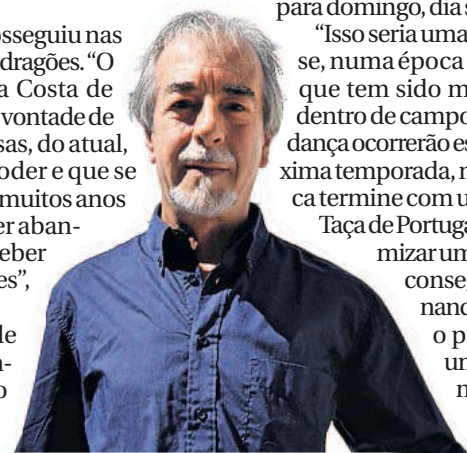 osseguiu nas
dragões. “O
a Costa de
vontade de
sas, do atual,
oder e que se
muitos anos
er aban-
eber
es”,
de
n-
o
para domingo, dia s
“Isso seria uma
se, numa época
que tem sido m
dentro de campo
dança ocorrerão es
xima temporada, n
ca termine com u
Taça de Portuga
mizar um
conseg
nand
o p
un
n